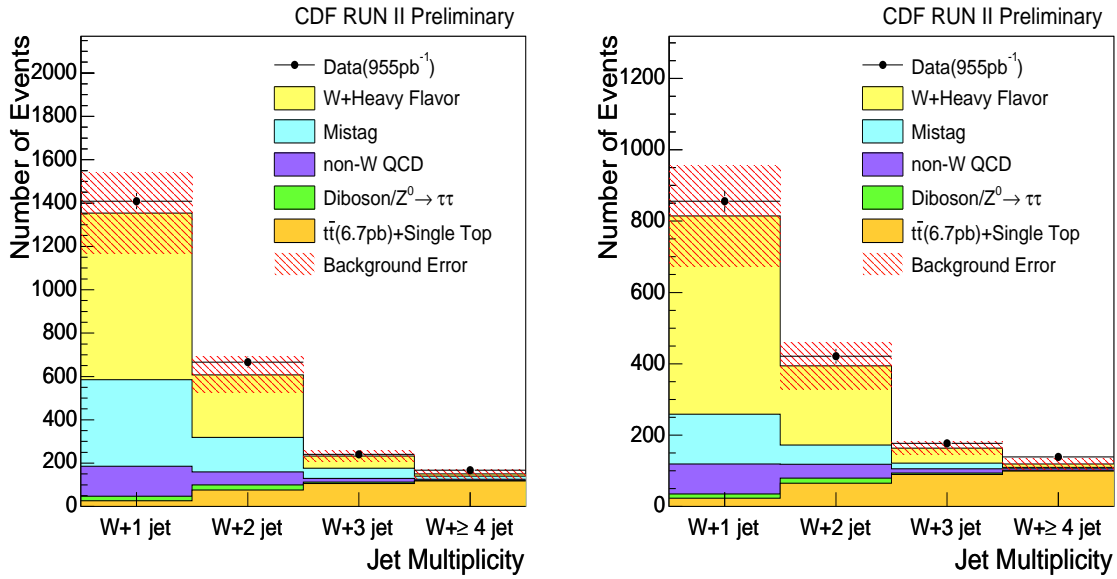 CDF RUN II Preliminary
Number of Events
2000
1800
1600
1400
1200
1000
800
600
400
200
0
Data(955pb⁻¹)
W+Heavy Flavor
Mistag
non-W QCD
Diboson/Z⁰→ ττ
tt̄(6.7pb)+Single Top
Background Error
W+1 jet W+2 jet W+3 jet W+≥ 4 jet
Jet Multiplicity
CDF RUN II Preliminary
Number of Events
1200
1000
800
600
400
200
0
Data(955pb⁻¹)
W+Heavy Flavor
Mistag
non-W QCD
Diboson/Z⁰→ ττ
tt̄(6.7pb)+Single Top
Background Error
W+1 jet W+2 jet W+3 jet W+≥ 4 jet
Jet Multiplicity